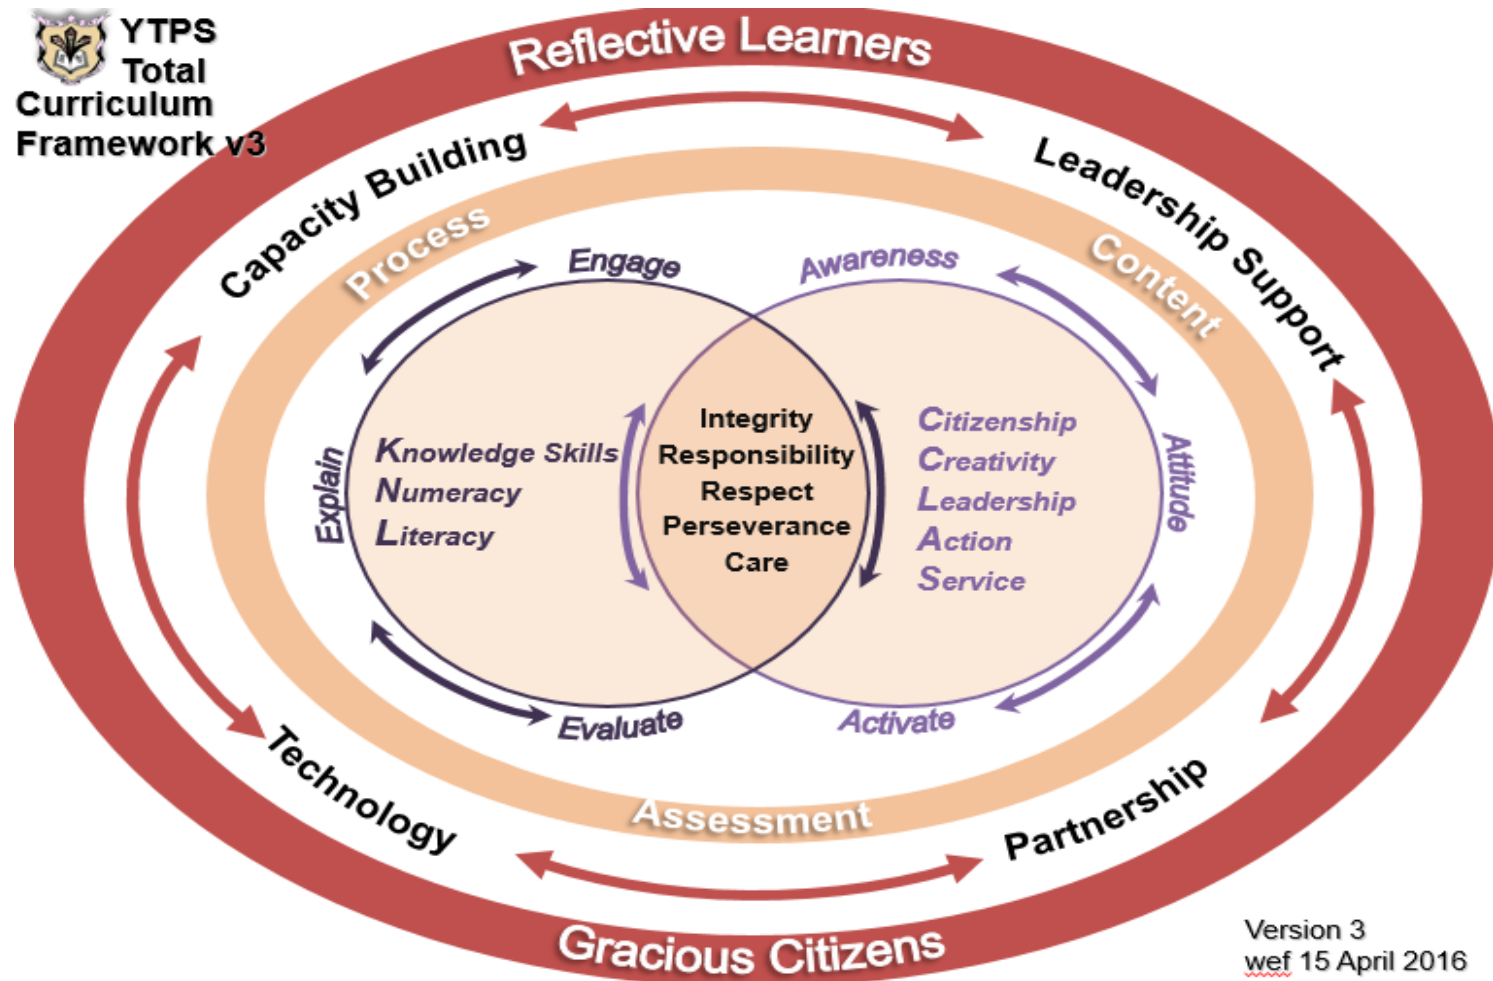 YTPS
Total
Curriculum
Framework v3
Reflective Learners
Capacity Building
Leadership Support
Process
Content
Engage
Awareness
Explain
Knowledge Skills
Numeracy
Literacy
Integrity
Responsibility
Respect
Perseverance
Care
Citizenship
Creativity
Leadership
Action
Service
Attitude
Evaluate
Activate
Assessment
Technology
Partnership
Gracious Citizens
Version 3
wef 15 April 2016